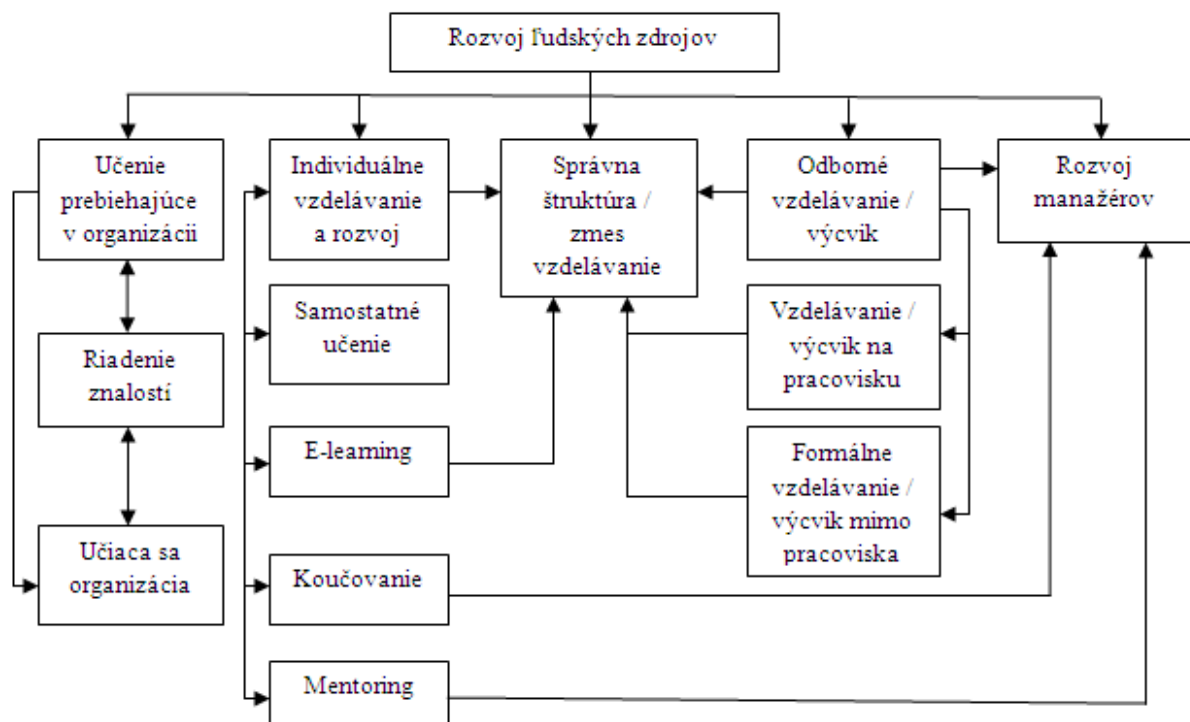 Rozvoj ľudských zdrojov
Učenie
prebiehajúce
v organizácii
Individuálne
vzdelávanie
a rozvoj
Správna
štruktúra /
zmes
vzdelávanie
Odborné
vzdelávanie /
výcvik
Rozvoj
manažérov
Riadenie
znalostí
Samostatné
učenie
Vzdelávanie /
výcvik na
pracovisku
E-learning
Formálne
vzdelávanie /
výcvik mimo
pracoviska
Učiaca sa
organizácia
Koučovanie
Mentoring